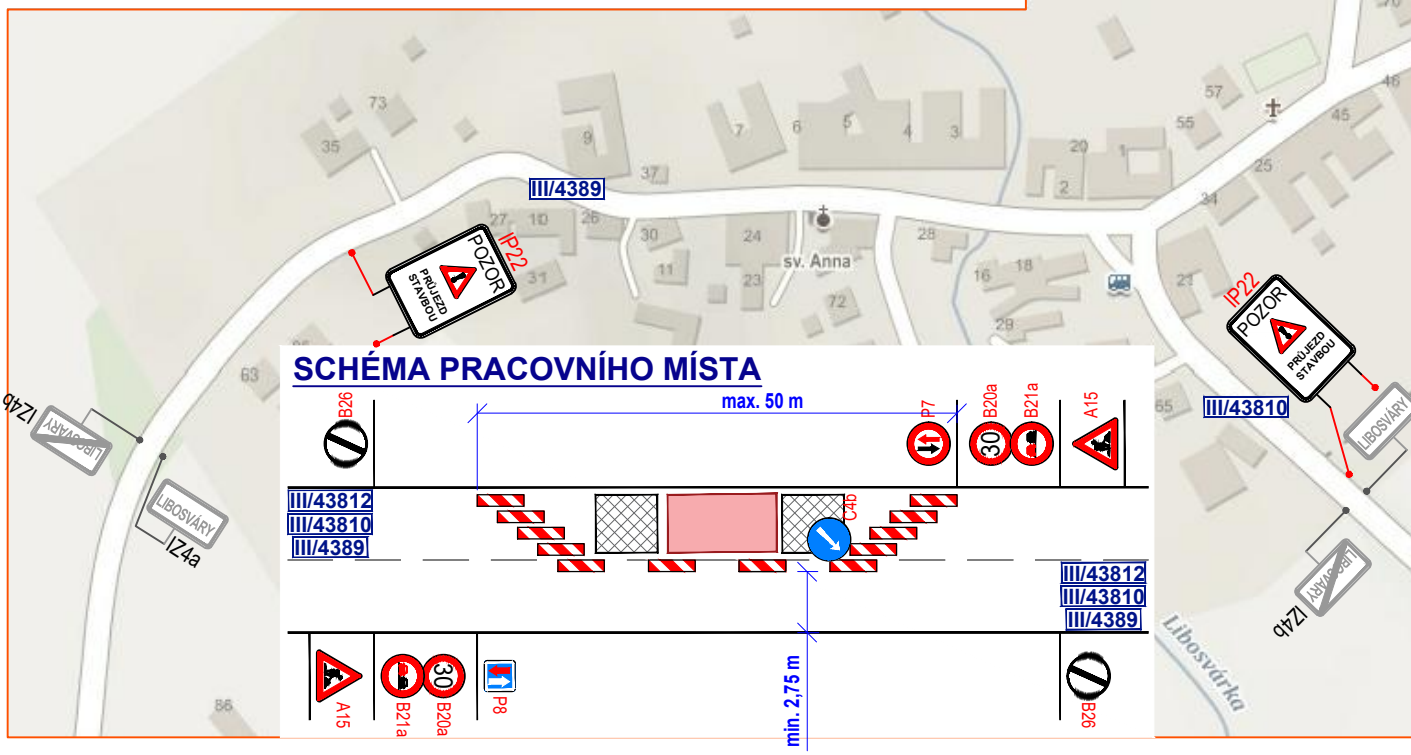 70
73
57
46
35
9
7
6
5
4
3
55
45
20
1
25
37
2
III/4389
34
27
10
26
30
24
28
sv. Anna
11
23
31
16
18
21
72
29
IP22
POZOR
PRŮJEZD
STAVBOU
IP22
POZOR
PRŮJEZD
STAVBOU
63
65
III/43810
IZ4b
LIBOSVÁRY
LIBOSVÁRY
IZ4a
LIBOSVÁRY
IZ4b
Libosvárka
86
SCHÉMA PRACOVNÍHO MÍSTA
max. 50 m
B26
P7
B20a
B21a
A15
30
III/43812
III/43810
III/4389
C4b
III/43812
III/43810
III/4389
min. 2,75 m
30
A15
B21a
B20a
P8
B26